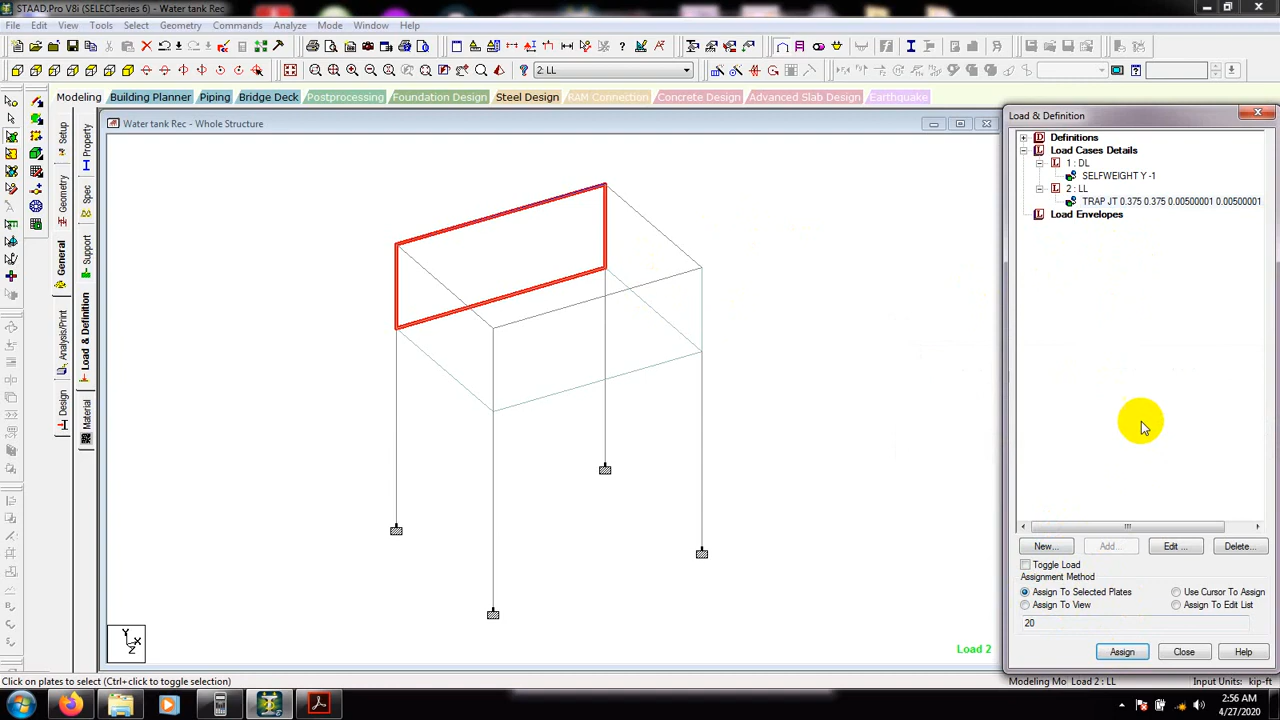 STAAD.Pro V8i (SELECTseries 6) - Water tank Rec
File Edit View Tools Select Geometry Commands Analyze Mode Window Help
2: LL
Modeling Building Planner Piping Bridge Deck Postprocessing Foundation Design Steel Design RAM Connection Concrete Design Advanced Slab Design Earthquake
Water tank Rec - Whole Structure
Setup
Geometry
General
Analysis/Print
Design
Property
Spec
Support
Load & Definition
Material
Y
X
Z
Load 2
Load & Definition
Definitions
Load Cases Details
1 : DL
SELFWEIGHT Y -1
2 : LL
TRAP JT 0.375 0.375 0.00500001 0.00500001
Load Envelopes
New... Add... Edit ... Delete...
Toggle Load
Assignment Method
Assign To Selected Plates Use Cursor To Assign
Assign To View Assign To Edit List
20
Assign Close Help
Click on plates to select (Ctrl+click to toggle selection)
Modeling Mo Load 2 : LL Input Units: kip-ft
2:56 AM
4/27/2020